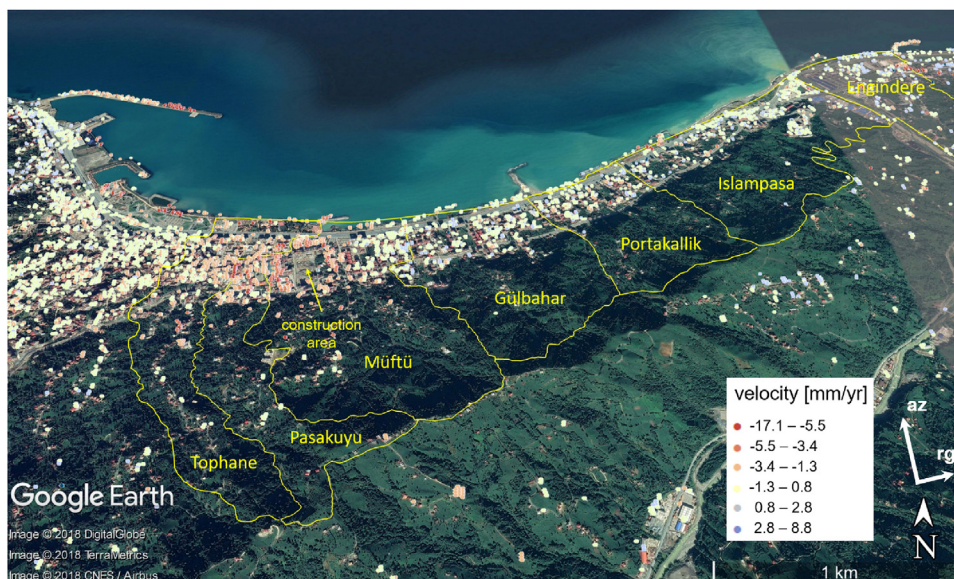 Engindere
Islampasa
Portakallik
Gülbahar
construction
area
Müftü
Pasakuyu
Tophane
velocity [mm/yr]
-17.1 – -5.5
-5.5 – -3.4
-3.4 – -1.3
-1.3 – 0.8
0.8 – 2.8
2.8 – 8.8
az
rg
N
1 km
Google Earth
Image © 2018 DigitalGlobe
Image © 2018 TerraMetrics
Image © 2018 CNES / Airbus